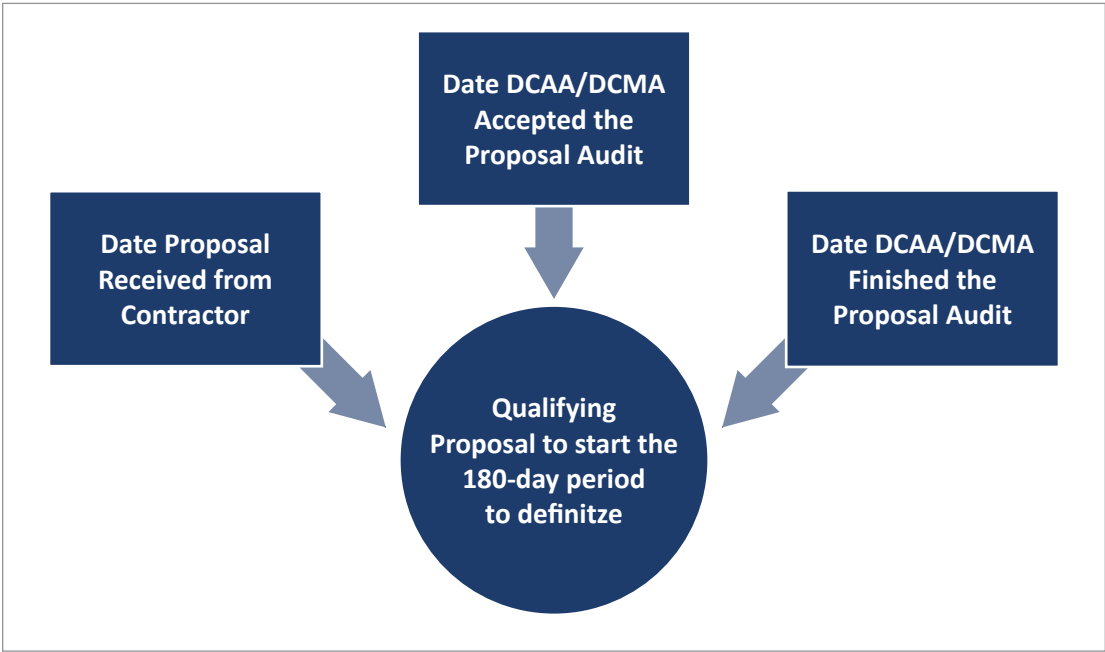 Date DCAA/DCMA
Accepted the
Proposal Audit
Date Proposal
Received from
Contractor
Date DCAA/DCMA
Finished the
Proposal Audit
Qualifying
Proposal to start the
180-day period
to definitze